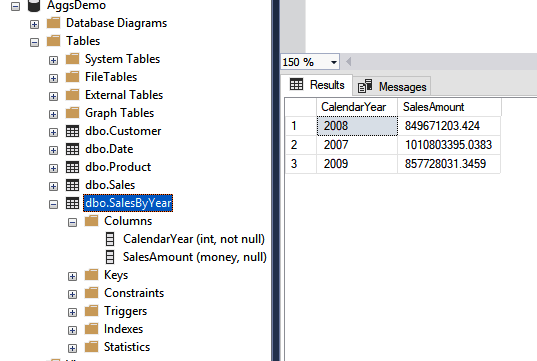 AggsDemo
Database Diagrams
Tables
System Tables
FileTables
External Tables
Graph Tables
dbo.Customer
dbo.Date
dbo.Product
dbo.Sales
dbo.SalesByYear
Columns
CalendarYear (int, not null)
SalesAmount (money, null)
Keys
Constraints
Triggers
Indexes
Statistics
150 %
Results Messages
CalendarYear SalesAmount
1 2008 849671203.424
2 2007 1010803395.0383
3 2009 857728031.3459